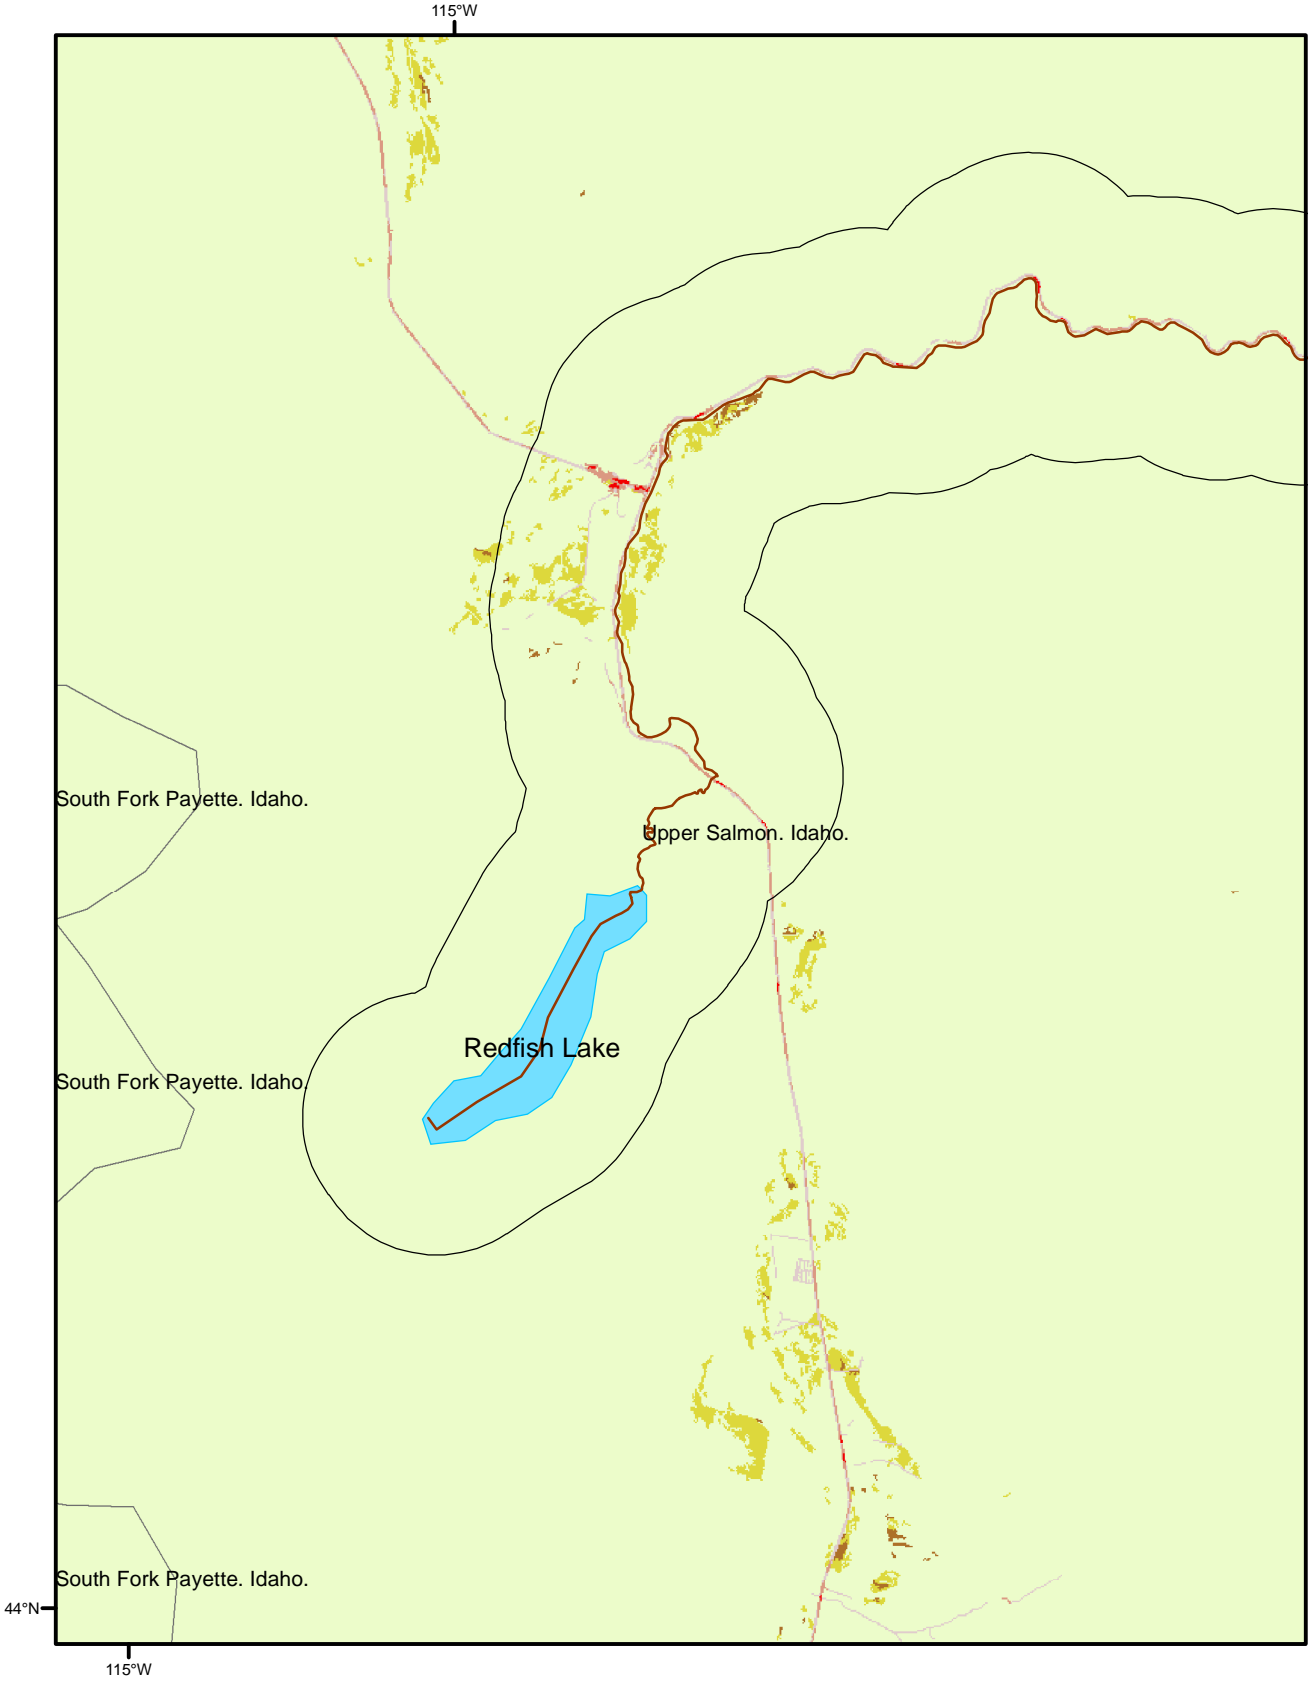 115°W
South Fork Payette. Idaho.
Upper Salmon. Idaho.
Redfish Lake
South Fork Payette. Idaho.
South Fork Payette. Idaho.
44°N
115°W